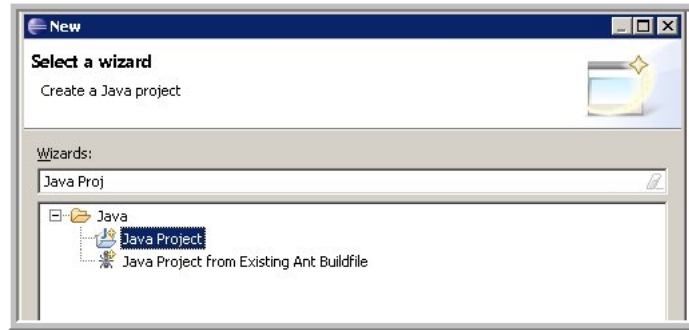 New
Select a wizard
Create a Java project
Wizards:
Java Proj
Java
Java Project
Java Project from Existing Ant Buildfile